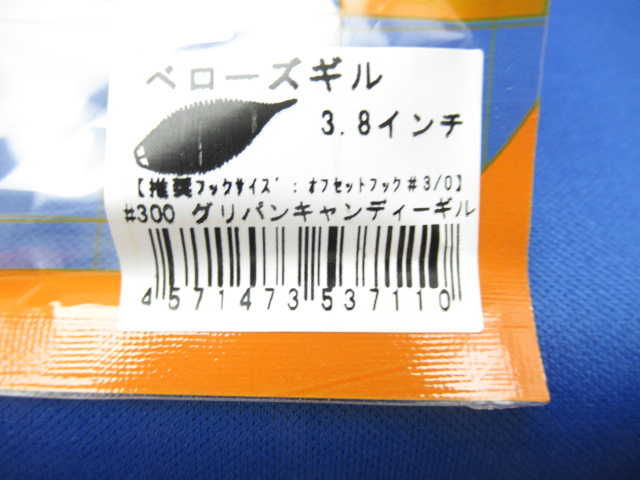 ベローズギル
3.8インチ
【推奨フックサイズ：オフセットフック#3/0】
#300 グリパンキャンディーギル
4571473537110